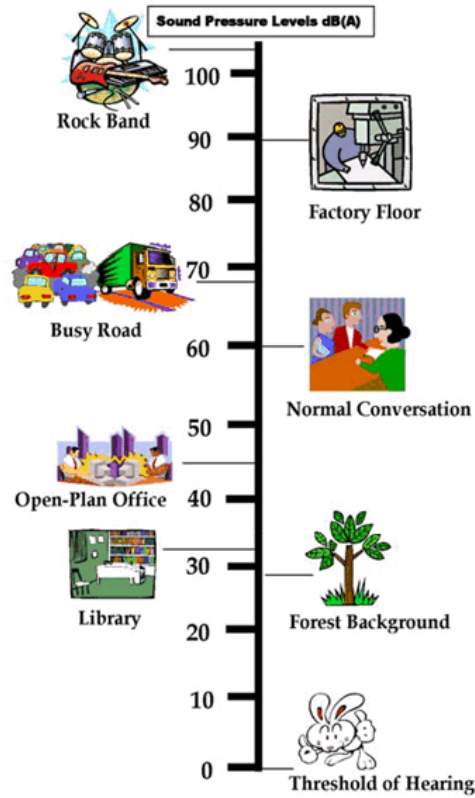 Sound Pressure Levels dB(A)
100
Rock Band
90
Factory Floor
80
70
Busy Road
60
Normal Conversation
50
Open-Plan Office
40
30
Library
Forest Background
20
10
0
Threshold of Hearing